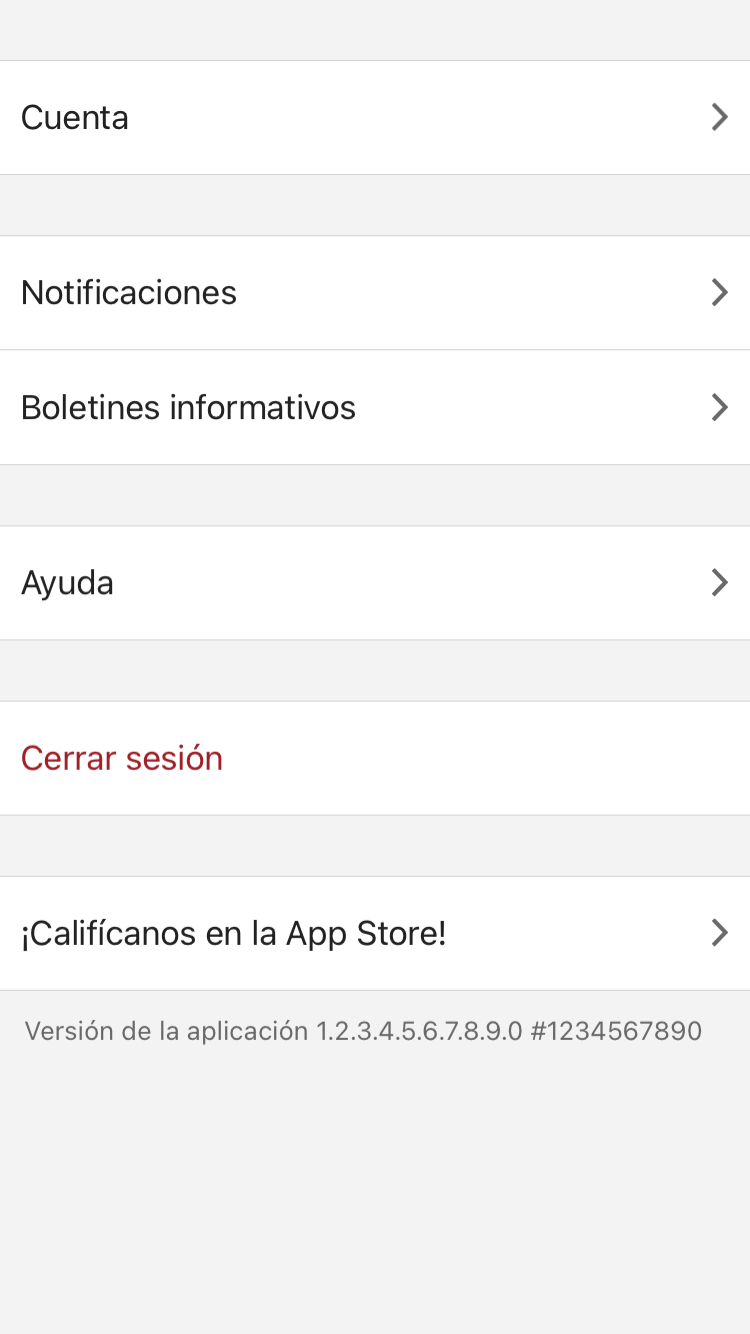 Cuenta
Notificaciones
Boletines informativos
Ayuda
Cerrar sesión
¡Califícanos en la App Store!
Versión de la aplicación 1.2.3.4.5.6.7.8.9.0 #1234567890